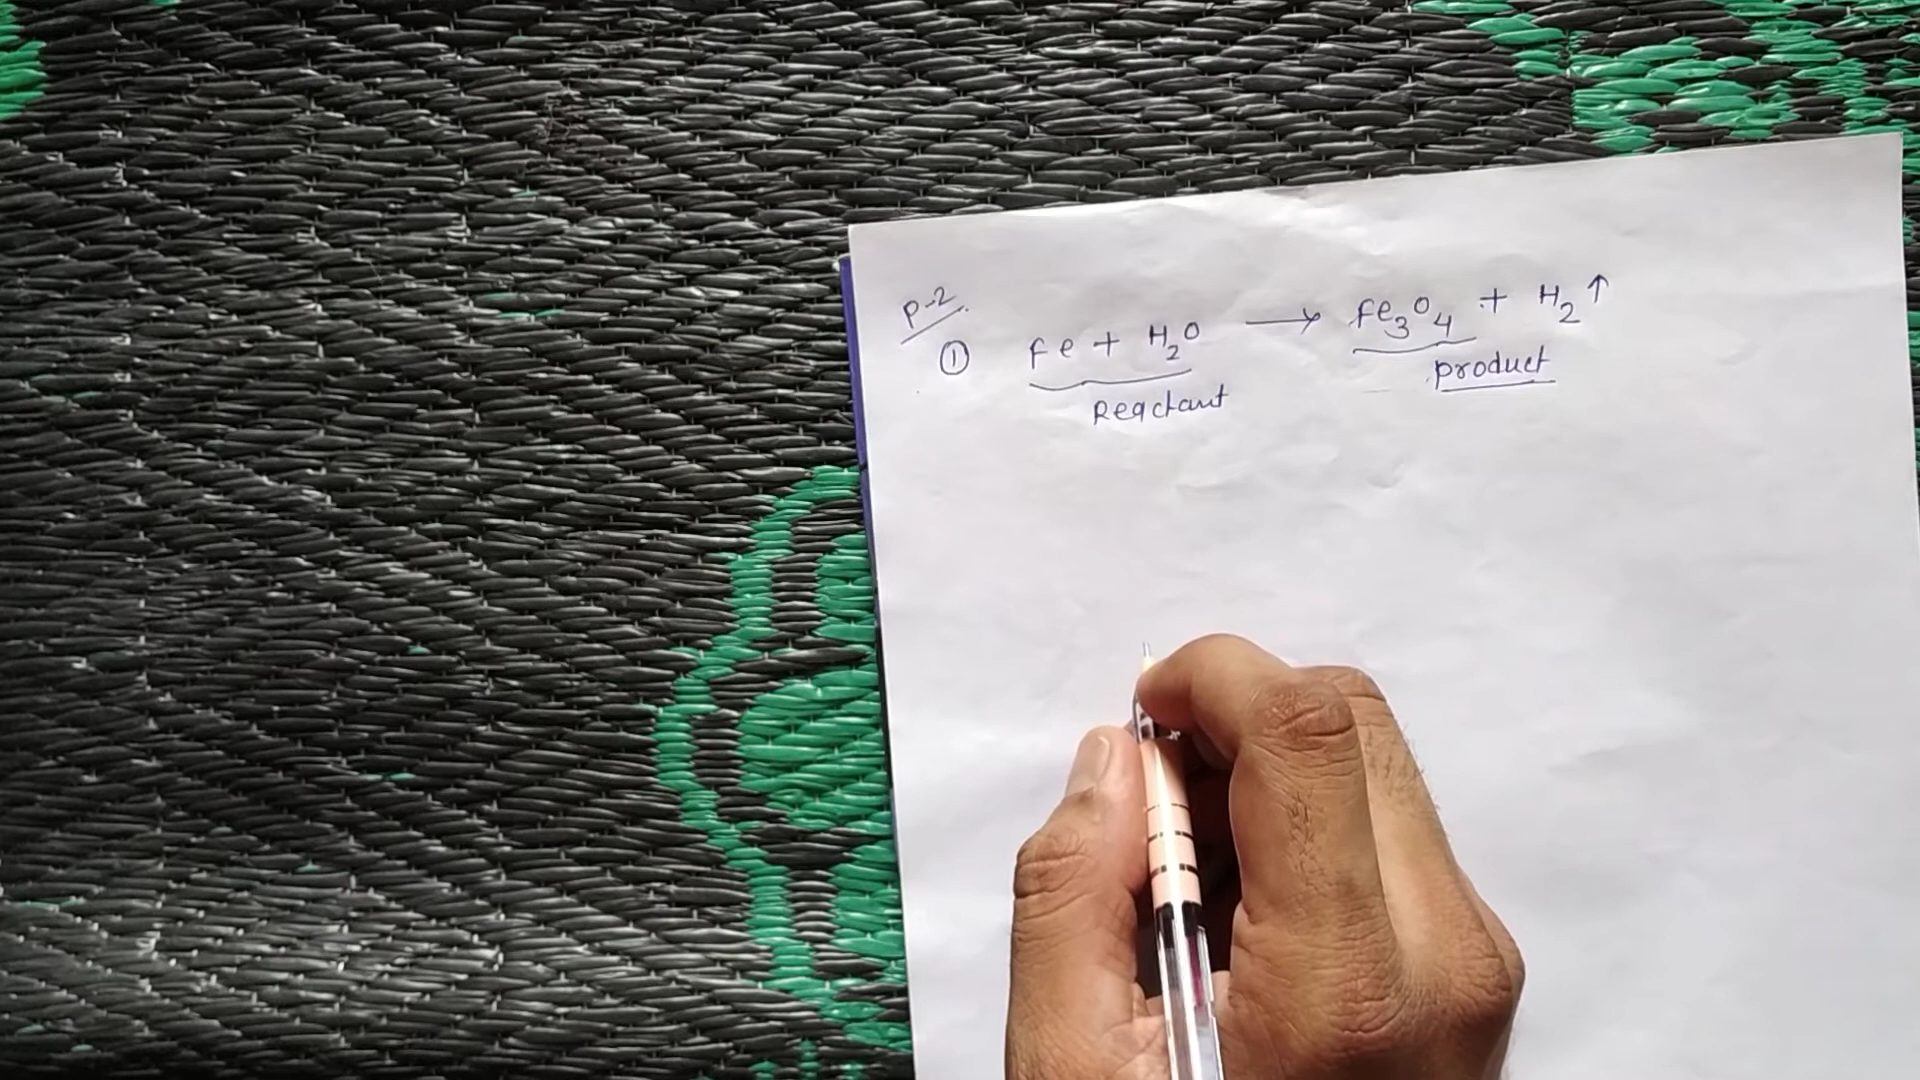 P-2
① Fe + H₂O ⟶ Fe₃O₄ + H₂↑
Reactant product